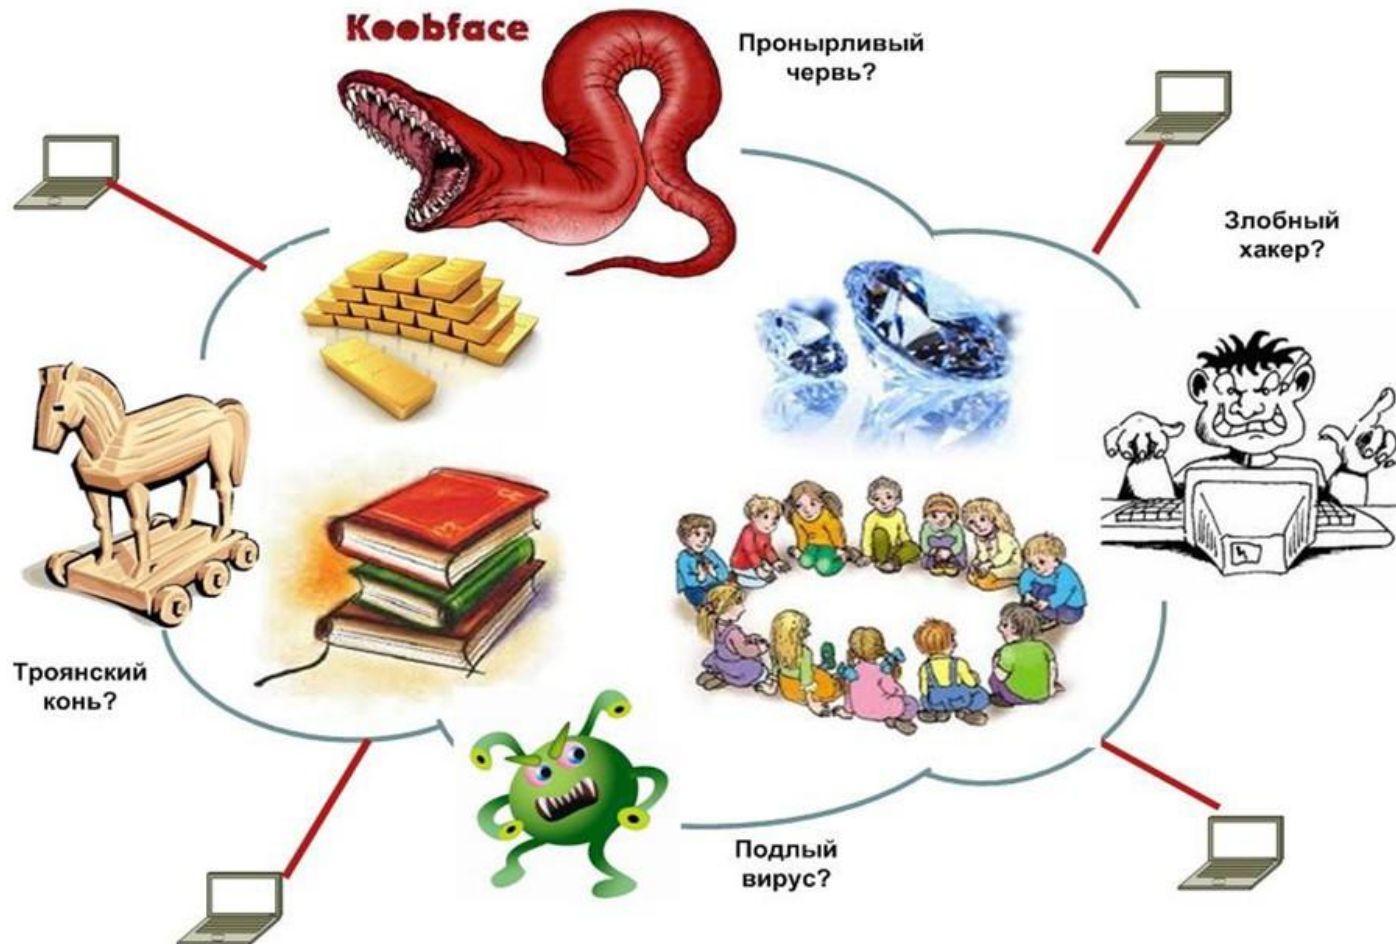 Koobface
Пронырливый
червь?
Злобный
хакер?
Троянский
конь?
Подлый
вирус?